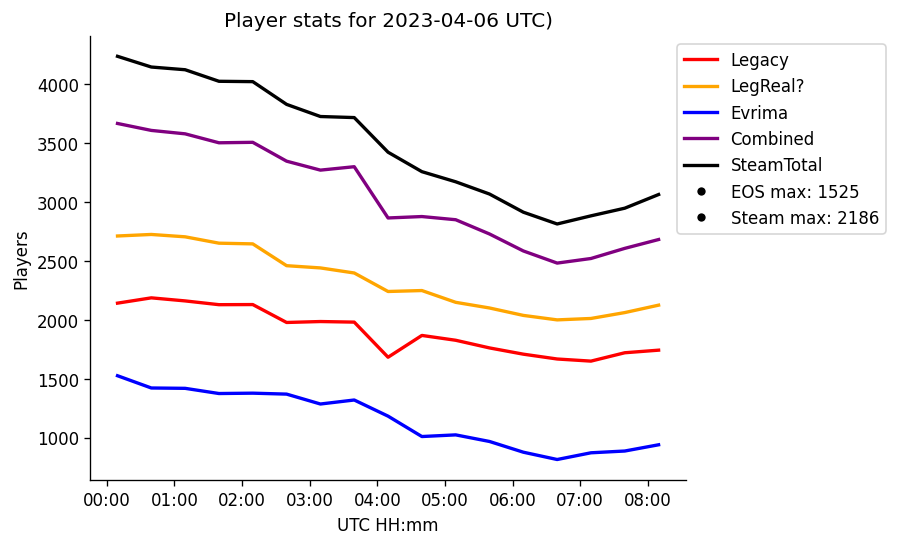 Player stats for 2023-04-06 UTC)
Legacy
LegReal?
Evrima
Combined
SteamTotal
EOS max: 1525
Steam max: 2186
Players
4000
3500
3000
2500
2000
1500
1000
00:00 01:00 02:00 03:00 04:00 05:00 06:00 07:00 08:00
UTC HH:mm